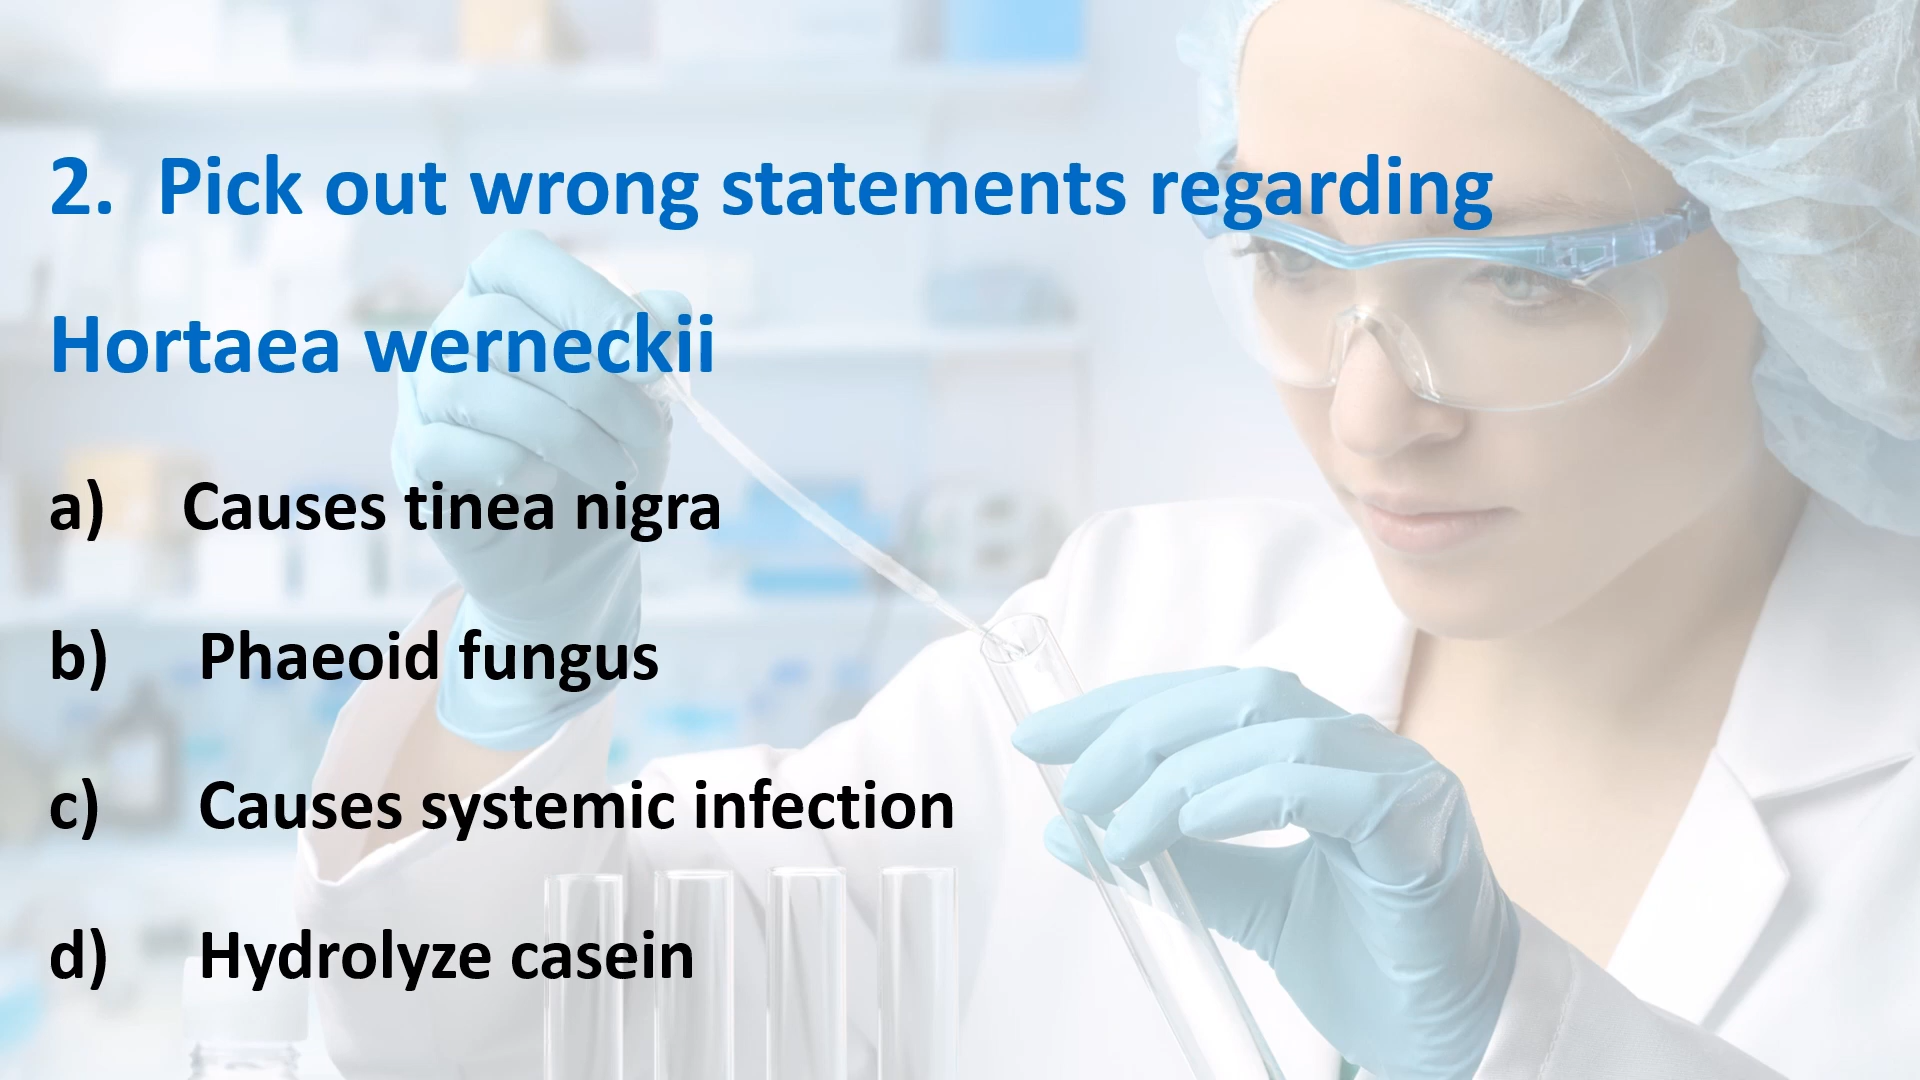 2. Pick out wrong statements regarding
Hortaea werneckii
a) Causes tinea nigra
b) Phaeoid fungus
c) Causes systemic infection
d) Hydrolyze casein